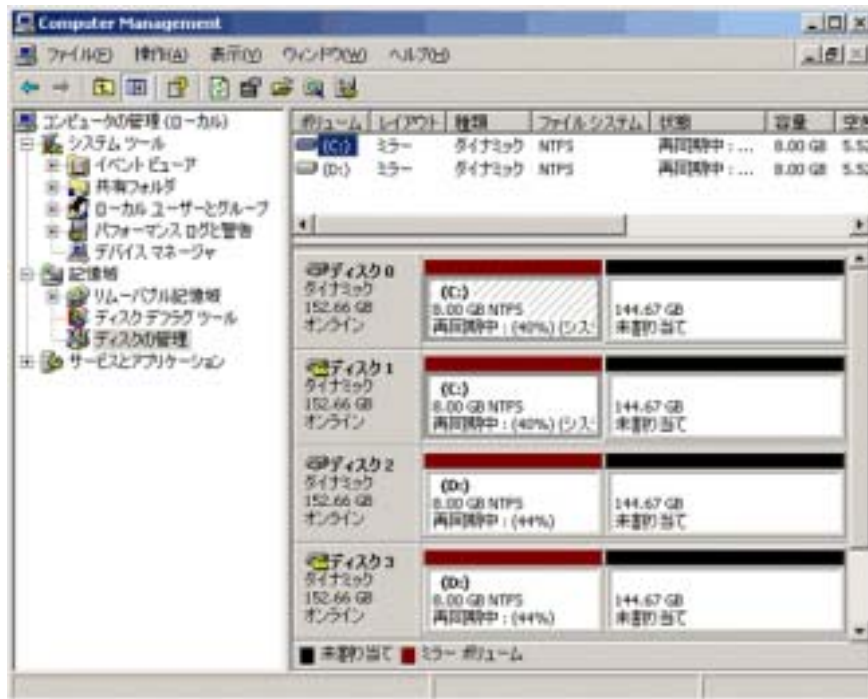 Computer Management
ファイル(F) 操作(A) 表示(V) ウィンドウ(W) ヘルプ(H)
コンピュータの管理 (ローカル)
システム ツール
イベント ビューア
共有フォルダ
ローカル ユーザーとグループ
パフォーマンス ログと警告
デバイス マネージャ
記憶域
リムーバブル記憶域
ディスク デフラグ ツール
ディスクの管理
サービスとアプリケーション
ボリューム レイアウト 種類 ファイル システム 状態 容量 空き
(C:) ミラー ダイナミック NTFS 再同期中 : ... 8.00 GB 5.52
(D:) ミラー ダイナミック NTFS 再同期中 : ... 8.00 GB 5.52
ディスク 0
ダイナミック
152.66 GB
オンライン
(C:)
8.00 GB NTFS
再同期中 : (40%) (シス
144.67 GB
未割り当て
ディスク 1
ダイナミック
152.66 GB
オンライン
(C:)
8.00 GB NTFS
再同期中 : (40%) (シス
144.67 GB
未割り当て
ディスク 2
ダイナミック
152.66 GB
オンライン
(D:)
8.00 GB NTFS
再同期中 : (44%)
144.67 GB
未割り当て
ディスク 3
ダイナミック
152.66 GB
オンライン
(D:)
8.00 GB NTFS
再同期中 : (44%)
144.67 GB
未割り当て
未割り当て ミラー ボリューム